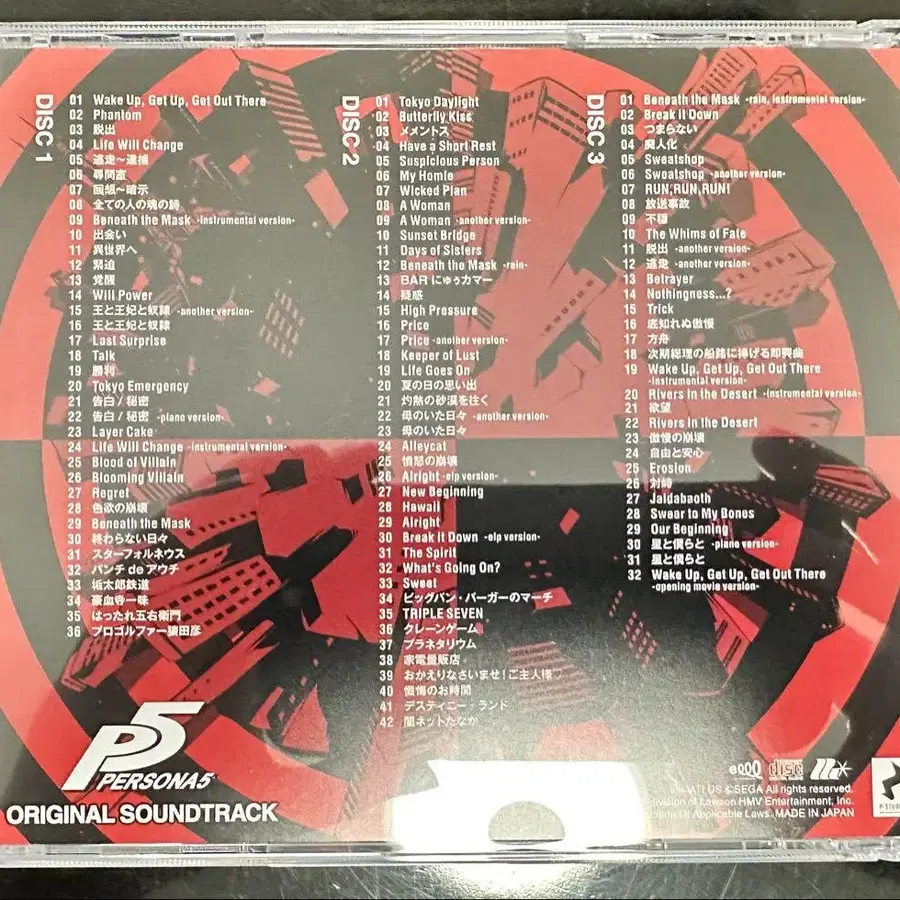 DISC 1
01 Wake Up, Get Up, Get Out There
02 Phantom
03 脱出
04 Life Will Change
05 逃走～逮捕
06 尋問室
07 回想～暗示
08 全ての人の魂の詩
09 Beneath the Mask -instrumental version-
10 出会い
11 異世界へ
12 緊迫
13 覚醒
14 Will Power
15 王と王妃と奴隷 -another version-
16 王と王妃と奴隷
17 Last Surprise
18 Talk
19 勝利
20 Tokyo Emergency
21 告白/秘密
22 告白/秘密 -piano version-
23 Layer Cake
24 Life Will Change -instrumental version-
25 Blood of Villain
26 Blooming Villain
27 Regret
28 色欲の崩壊
29 Beneath the Mask
30 終わらない日々
31 スターフォルネウス
32 パンチ de アウチ
33 垢太郎鉄道
34 豪血寺一味
35 はったれ五右衛門
36 プロゴルファー猿田彦
DISC 2
01 Tokyo Daylight
02 Butterfly Kiss
03 メメントス
04 Have a Short Rest
05 Suspicious Person
06 My Homie
07 Wicked Plan
08 A Woman
09 A Woman -another version-
10 Sunset Bridge
11 Days of Sisters
12 Beneath the Mask -rain-
13 BARにゅぅカマー
14 疑惑
15 High Pressure
16 Price
17 Price -another version-
18 Keeper of Lust
19 Life Goes On
20 夏の日の思い出
21 灼熱の砂漠を往く
22 母のいた日々 -another version-
23 母のいた日々
24 Alleycat
25 憤怒の崩壊
26 Alright -elp version-
27 New Beginning
28 Hawaii
29 Alright
30 Break it Down -elp version-
31 The Spirit
32 What's Going On?
33 Sweet
34 ビッグバン・バーガーのマーチ
35 TRIPLE SEVEN
36 クレーンゲーム
37 プラネタリウム
38 家電量販店
39 おかえりなさいませ!ご主人様♡
40 懺悔のお時間
41 デスティニー・ランド
42 闇ネットたなか
DISC 3
01 Beneath the Mask -rain, instrumental version-
02 Break it Down
03 つまらない
04 廃人化
05 Sweatshop
06 Sweatshop -another version-
07 RUN,RUN,RUN!
08 放送事故
09 不穏
10 The Whims of Fate
11 脱出 -another version-
12 逃走 -another version-
13 Betrayer
14 Nothingness...?
15 Trick
16 底知れぬ傲慢
17 方舟
18 次期総理の船路に捧げる即興曲
19 Wake Up, Get Up, Get Out There
-instrumental version-
20 Rivers in the Desert -instrumental version-
21 欲望
22 Rivers in the Desert
23 傲慢の崩壊
24 自由と安心
25 Erosion
26 対峙
27 Jaldabaoth
28 Swear to My Bones
29 Our Beginning
30 星と僕らと -piano version-
31 星と僕らと
32 Wake Up, Get Up, Get Out There
-opening movie version-
P5
PERSONA5
ORIGINAL SOUNDTRACK
disc
©SEGA All rights reserved.
division of Lawson HMV Entertainment, Inc.
Of Applicable Laws. MADE IN JAPAN